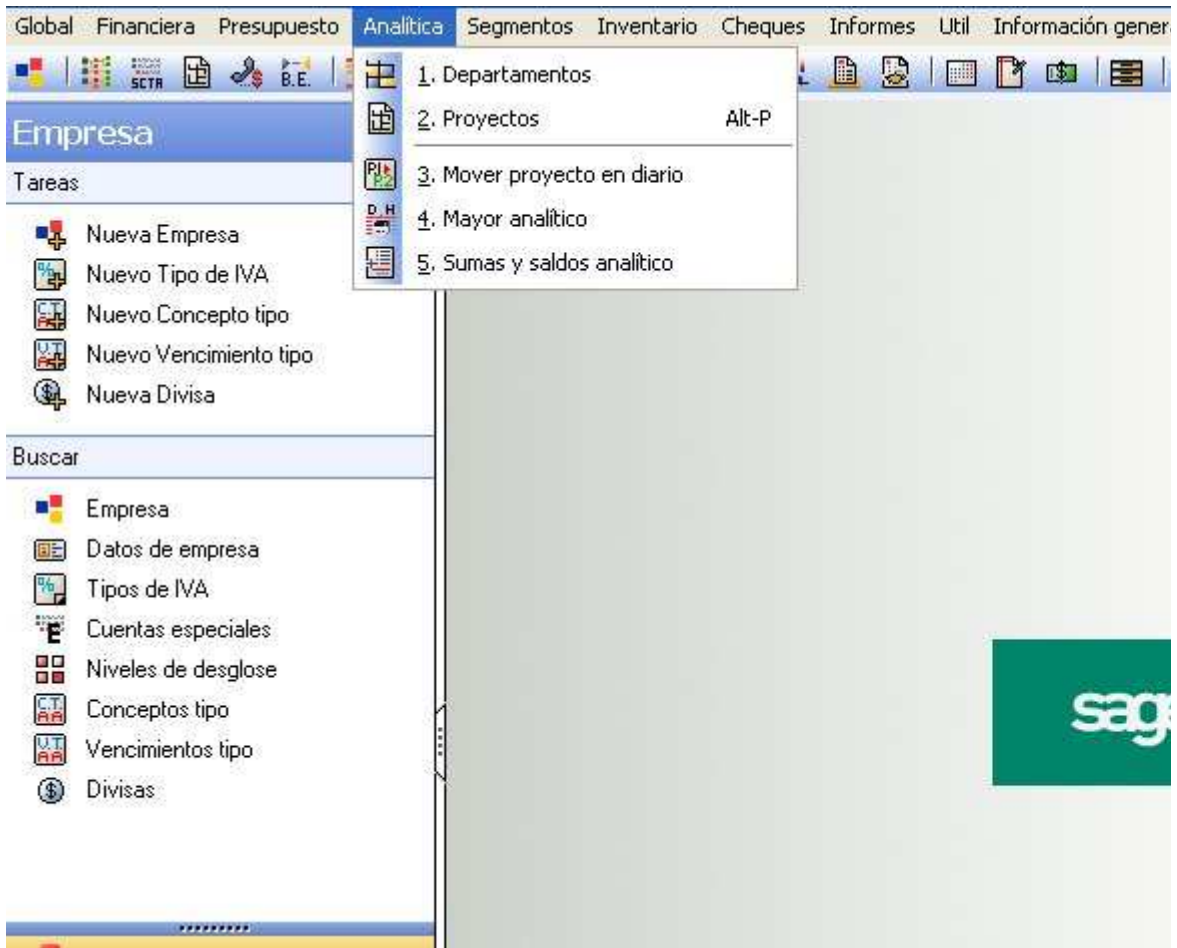 Global Financiera Presupuesto Analítica Segmentos Inventario Cheques Informes Util Información gener
SCTA B.E.
1. Departamentos
2. Proyectos Alt-P
3. Mover proyecto en diario
4. Mayor analítico
5. Sumas y saldos analítico
Empresa
Tareas
Nueva Empresa
Nuevo Tipo de IVA
Nuevo Concepto tipo
Nuevo Vencimiento tipo
Nueva Divisa
Buscar
Empresa
Datos de empresa
Tipos de IVA
Cuentas especiales
Niveles de desglose
Conceptos tipo
Vencimientos tipo
Divisas
sage